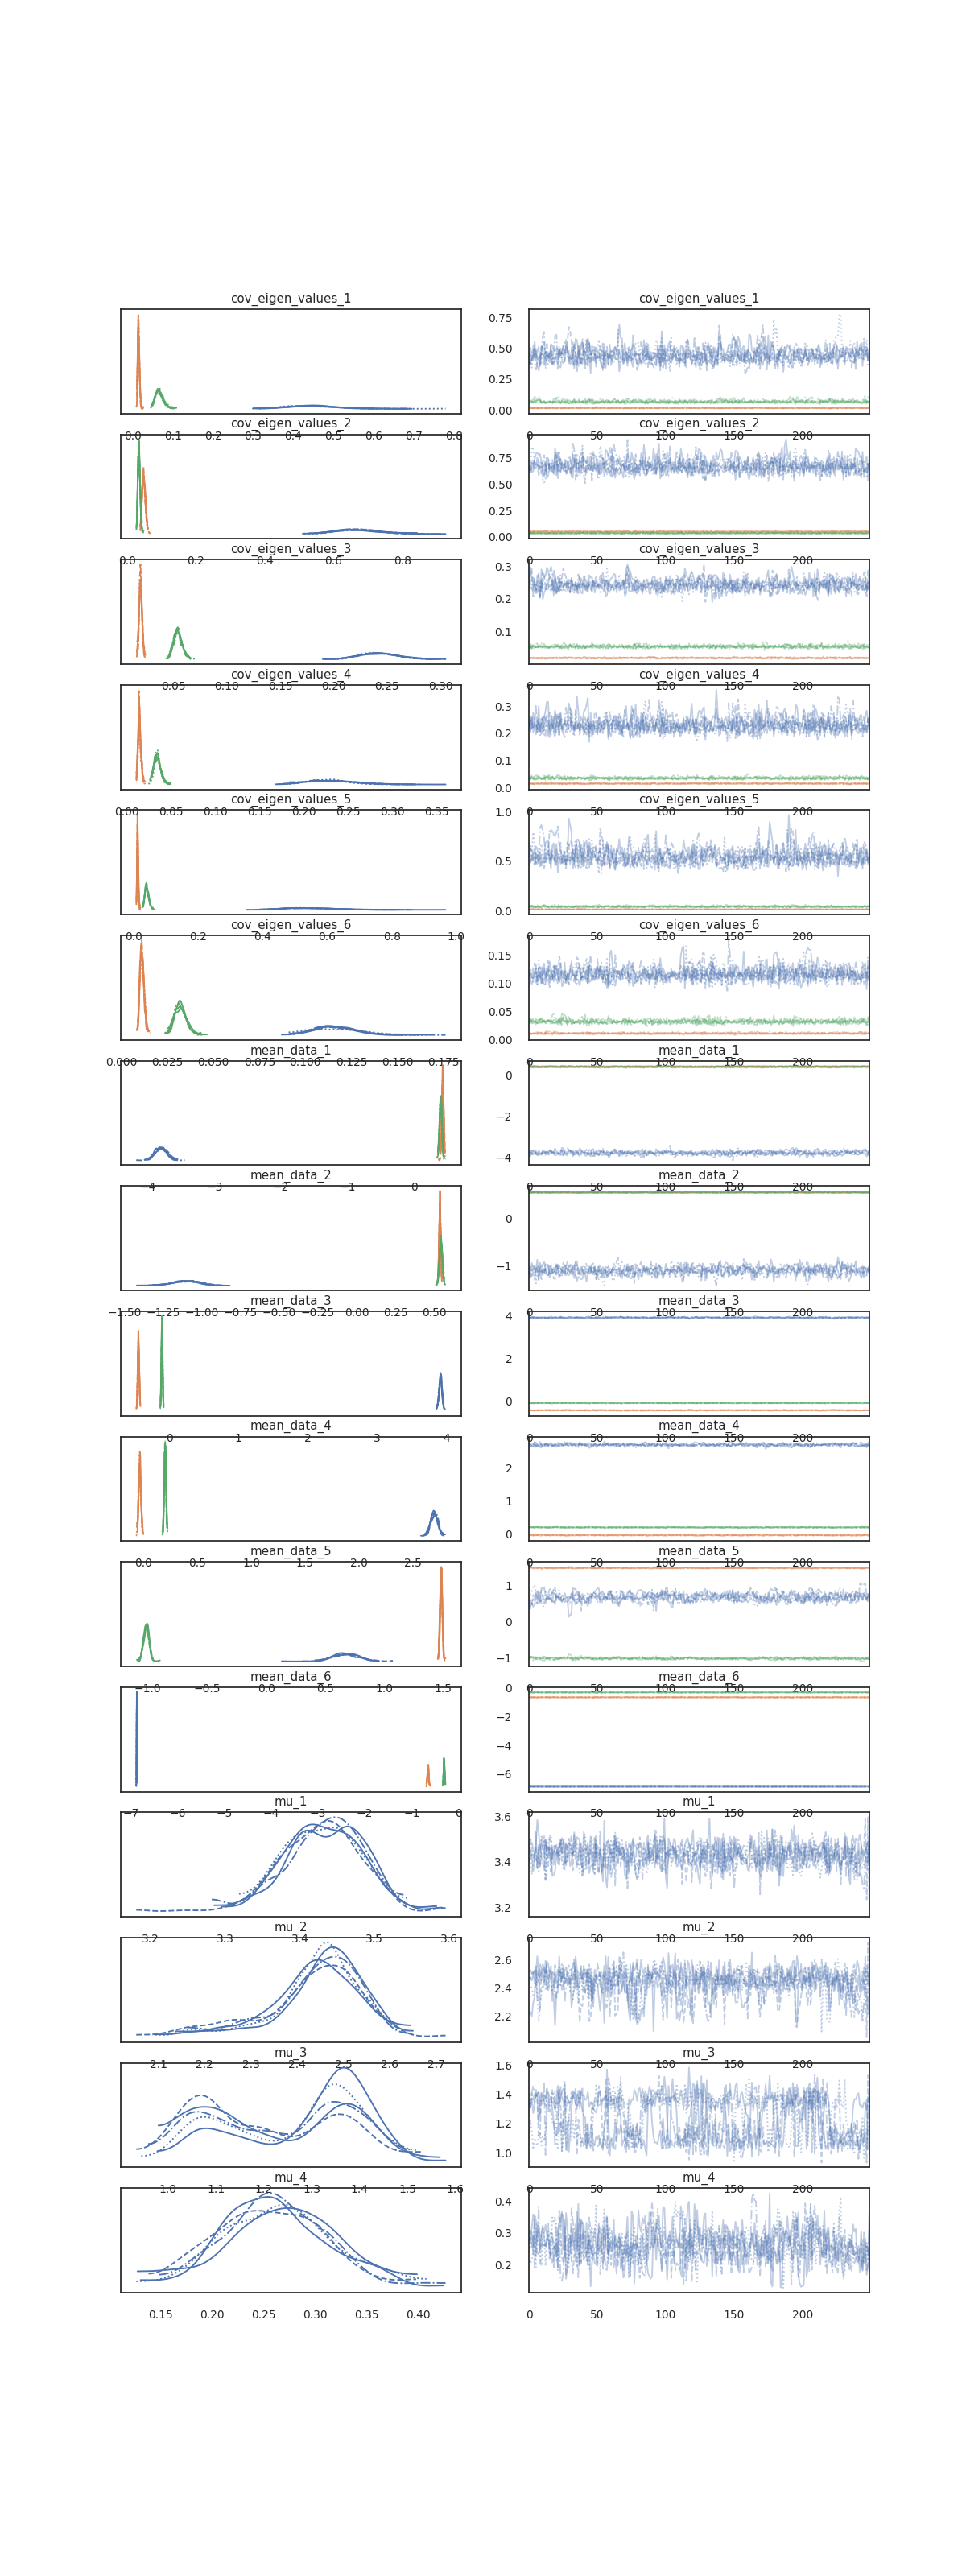 cov_eigen_values_1 cov_eigen_values_1
0.75
0.50
0.25
0.00
cov_eigen_values_2 cov_eigen_values_2
0.0 0.1 0.2 0.3 0.4 0.5 0.6 0.7 0.8 0 50 100 150 200
0.75
0.50
0.25
0.00
cov_eigen_values_3 cov_eigen_values_3
0.0 0.2 0.4 0.6 0.8 0 50 100 150 200
0.3
0.2
0.1
cov_eigen_values_4 cov_eigen_values_4
0.05 0.10 0.15 0.20 0.25 0.30 0 50 100 150 200
0.3
0.2
0.1
0.0
cov_eigen_values_5 cov_eigen_values_5
0.00 0.05 0.10 0.15 0.20 0.25 0.30 0.35 0 50 100 150 200
1.0
0.5
0.0
cov_eigen_values_6 cov_eigen_values_6
0.0 0.2 0.4 0.6 0.8 1.0 0 50 100 150 200
0.15
0.10
0.05
0.00
mean_data_1 mean_data_1
0.000 0.025 0.050 0.075 0.100 0.125 0.150 0.175 0 50 100 150 200
0
−2
−4
mean_data_2 mean_data_2
−4 −3 −2 −1 0 0 50 100 150 200
0
−1
mean_data_3 mean_data_3
−1.50 −1.25 −1.00 −0.75 −0.50 −0.25 0.00 0.25 0.50 0 50 100 150 200
4
2
0
mean_data_4 mean_data_4
0 1 2 3 4 0 50 100 150 200
2
1
0
mean_data_5 mean_data_5
0.0 0.5 1.0 1.5 2.0 2.5 0 50 100 150 200
1
0
−1
mean_data_6 mean_data_6
−1.0 −0.5 0.0 0.5 1.0 1.5 0 50 100 150 200
0
−2
−4
−6
mu_1 mu_1
−7 −6 −5 −4 −3 −2 −1 0 0 50 100 150 200
3.6
3.4
3.2
mu_2 mu_2
3.2 3.3 3.4 3.5 3.6 0 50 100 150 200
2.6
2.4
2.2
mu_3 mu_3
2.1 2.2 2.3 2.4 2.5 2.6 2.7 0 50 100 150 200
1.6
1.4
1.2
1.0
mu_4 mu_4
1.0 1.1 1.2 1.3 1.4 1.5 1.6 0 50 100 150 200
0.4
0.3
0.2
0.15 0.20 0.25 0.30 0.35 0.40 0 50 100 150 200